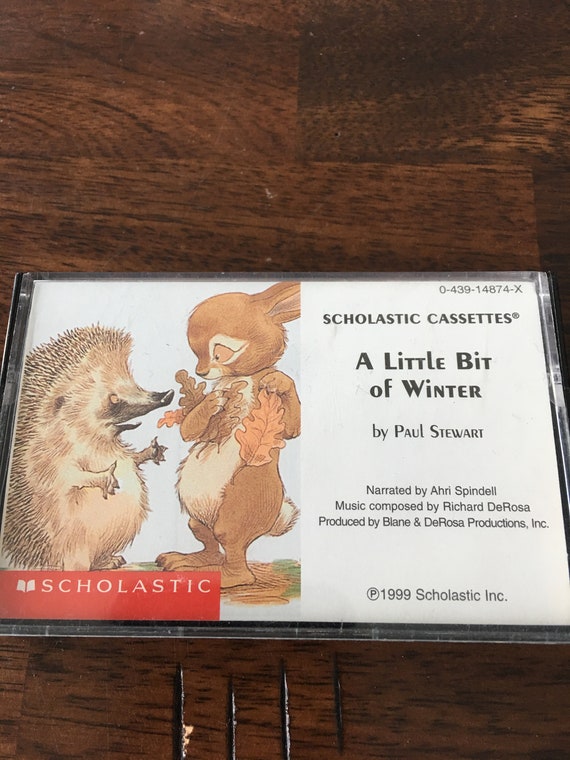 0-439-14874-X
SCHOLASTIC CASSETTES®
A Little Bit
of Winter
by Paul Stewart
Narrated by Ahri Spindell
Music composed by Richard DeRosa
Produced by Blane & DeRosa Productions, Inc.
SCHOLASTIC
℗1999 Scholastic Inc.